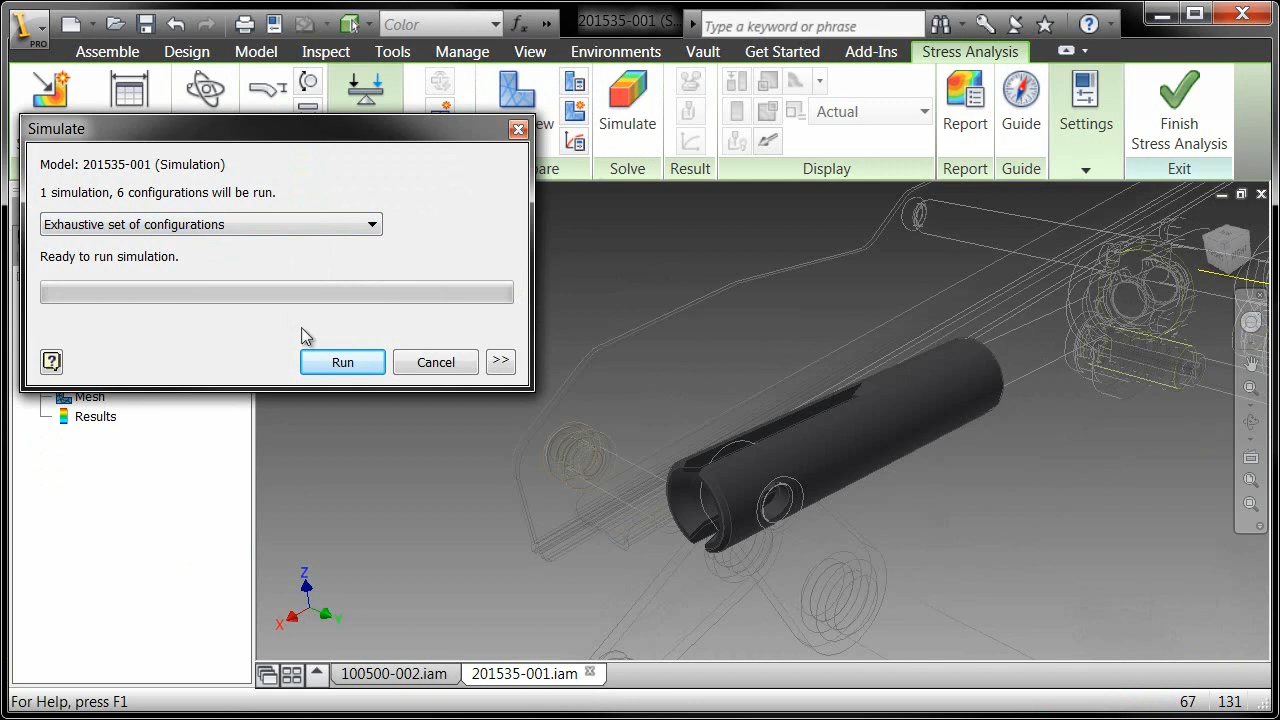 PRO
Color
201535-001 (S...
Type a keyword or phrase
Assemble Design Model Inspect Tools Manage View Environments Vault Get Started Add-Ins Stress Analysis
Simulate
Actual
Report
Guide
Settings
Finish
Stress Analysis
Solve
Result
Display
Report
Guide
Exit
Simulate
Model: 201535-001 (Simulation)
1 simulation, 6 configurations will be run.
Exhaustive set of configurations
Ready to run simulation.
Run
Cancel
>>
Mesh
Results
Z
X
Y
100500-002.iam
201535-001.iam
For Help, press F1
67
131